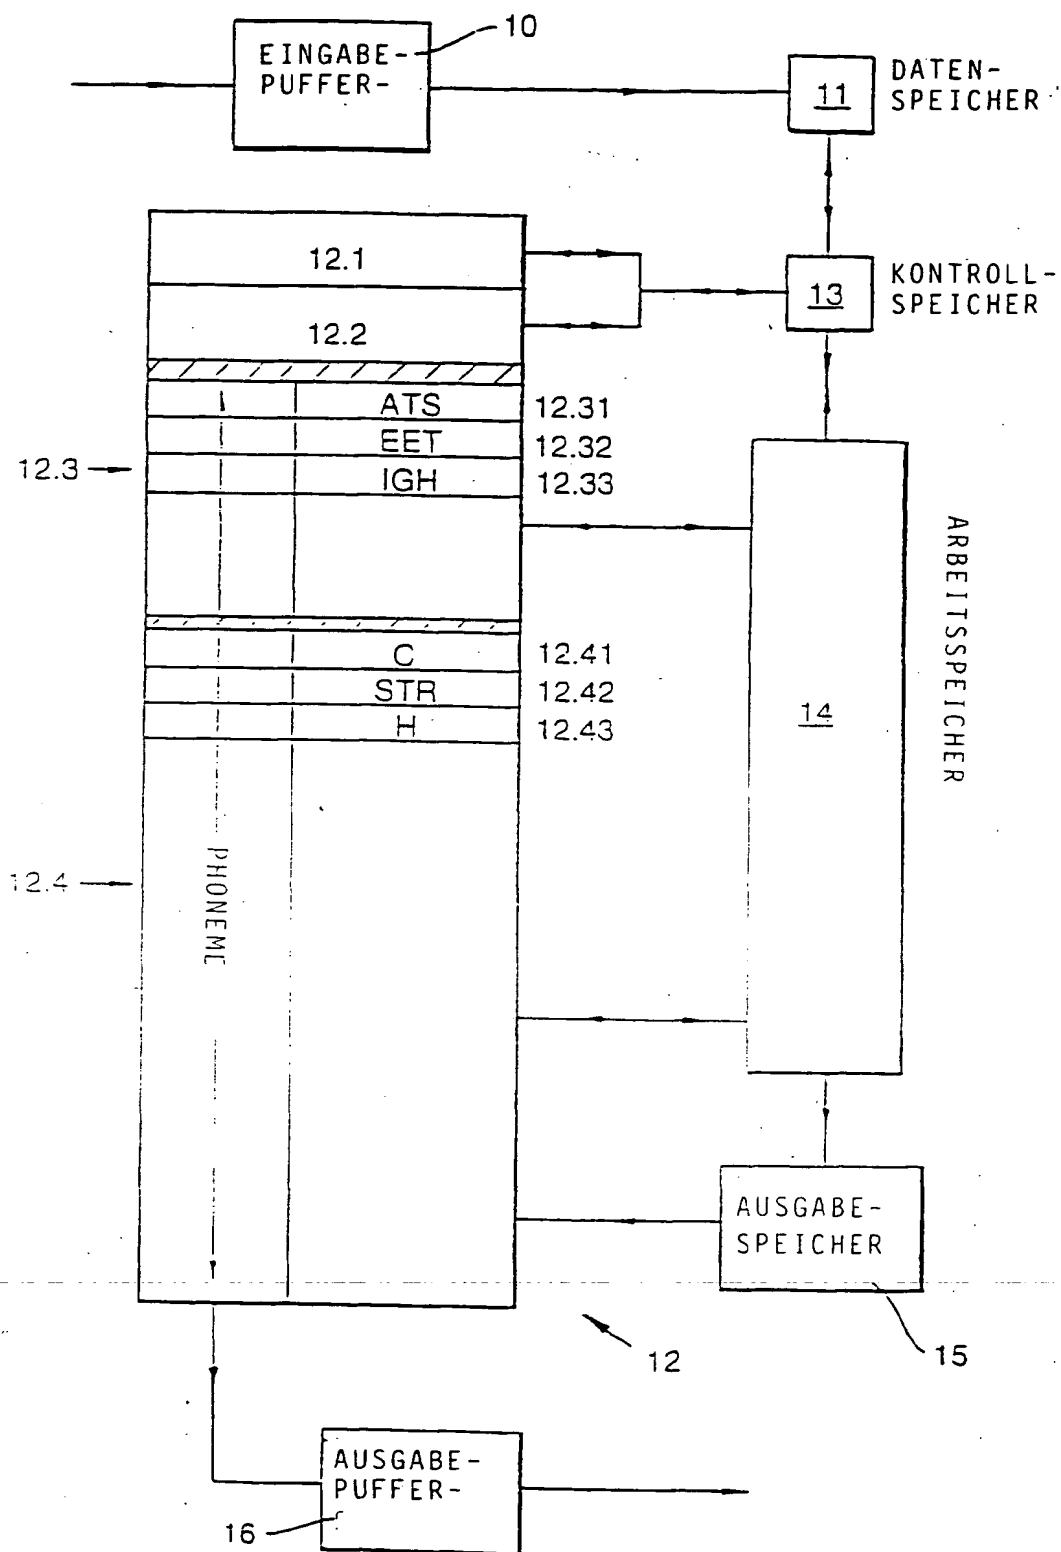 10
EINGABE-
PUFFER-
11
DATEN-
SPEICHER
12.1
13
KONTROLL-
SPEICHER
12.2
ATS 12.31
EET 12.32
12.3
IGH 12.33
ARBEITSSPEICHER
C 12.41
STR 12.42
14
H 12.43
12.4
PHONEME
AUSGABE-
SPEICHER
12
15
AUSGABE-
PUFFER-
16